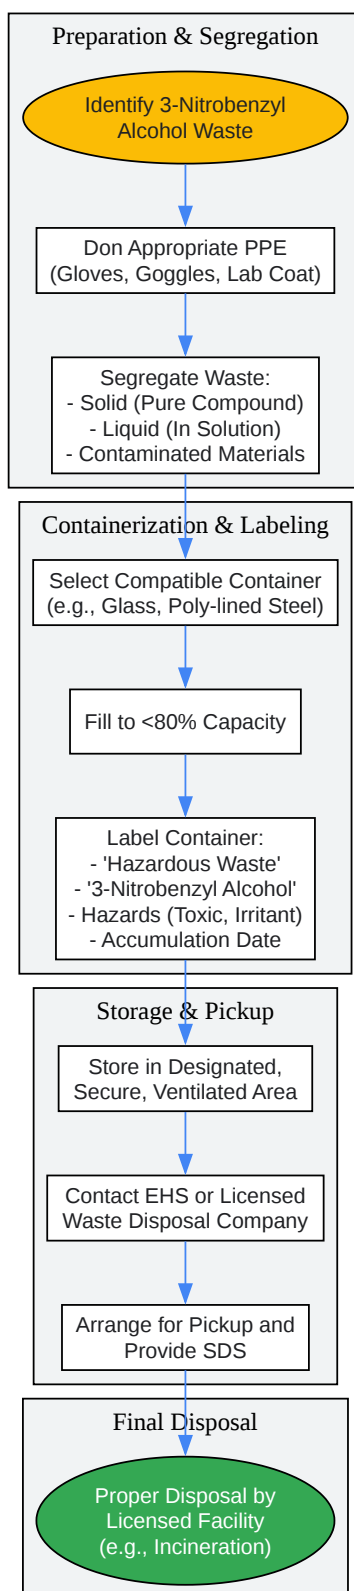 Preparation & Segregation
Identify 3-Nitrobenzyl
Alcohol Waste
Don Appropriate PPE
(Gloves, Goggles, Lab Coat)
Segregate Waste:
- Solid (Pure Compound)
- Liquid (In Solution)
- Contaminated Materials
Containerization & Labeling
Select Compatible Container
(e.g., Glass, Poly-lined Steel)
Fill to <80% Capacity
Label Container:
- 'Hazardous Waste'
- '3-Nitrobenzyl Alcohol'
- Hazards (Toxic, Irritant)
- Accumulation Date
Storage & Pickup
Store in Designated,
Secure, Ventilated Area
Contact EHS or Licensed
Waste Disposal Company
Arrange for Pickup and
Provide SDS
Final Disposal
Proper Disposal by
Licensed Facility
(e.g., Incineration)